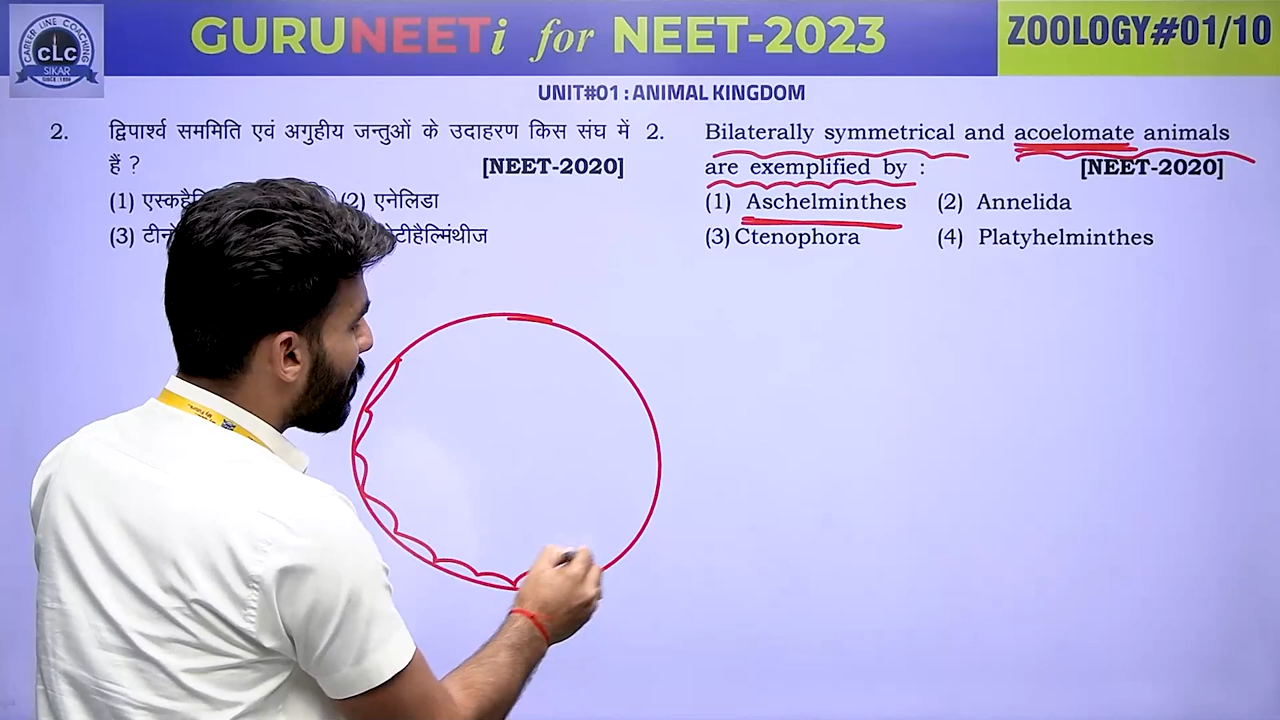 GURUNEETi for NEET-2023
ZOOLOGY#01/10
CAREER LINE COACHING
CLC
SIKAR
SINCE : 1996
UNIT#01 : ANIMAL KINGDOM
2. द्विपार्श्व सममिति एवं अगुहीय जन्तुओं के उदाहरण किस संघ में
हैं ? [NEET-2020]
(1) (2) एनेलिडा
(3)
2. Bilaterally symmetrical and acoelomate animals
are exemplified by : [NEET-2020]
(1) Aschelminthes (2) Annelida
(3) Ctenophora (4) Platyhelminthes